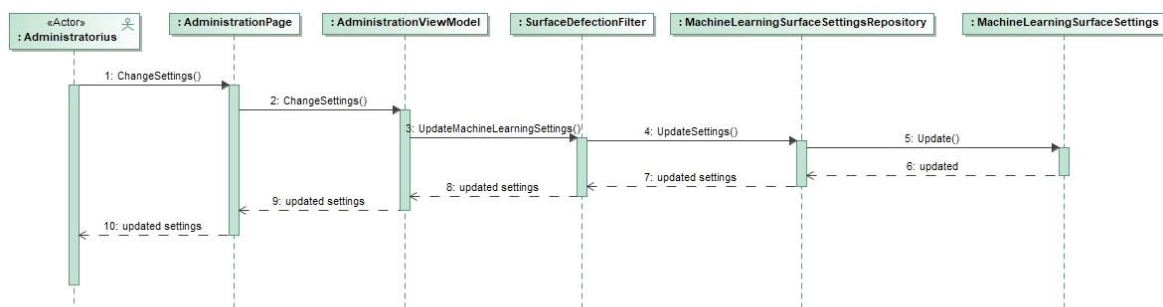 «Actor»
: Administratorius
: AdministrationPage
: AdministrationViewModel
: SurfaceDefectionFilter
: MachineLearningSurfaceSettingsRepository
: MachineLearningSurfaceSettings
1: ChangeSettings()
2: ChangeSettings()
3: UpdateMachineLearningSettings()
4: UpdateSettings()
5: Update()
6: updated
7: updated settings
8: updated settings
9: updated settings
10: updated settings